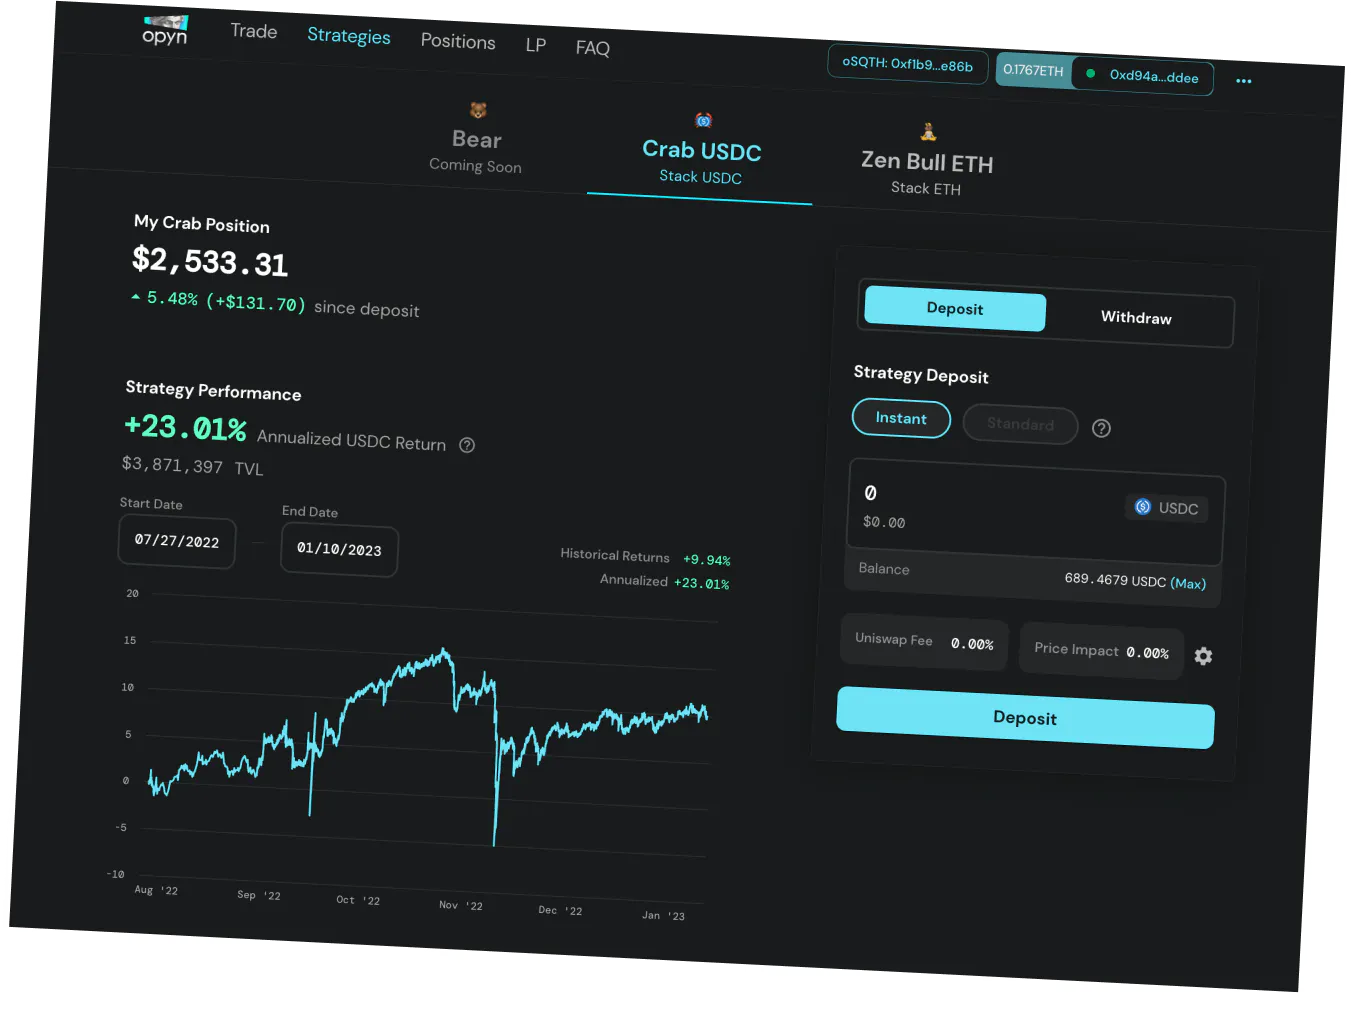 opyn
Trade Strategies Positions LP FAQ
oSQTH: 0xf1b9...e86b 0.1767ETH 0xd94a...ddee
Bear
Coming Soon
Crab USDC
Stack USDC
Zen Bull ETH
Stack ETH
My Crab Position
$2,533.31
5.48% (+$131.70) since deposit
Strategy Performance
+23.01% Annualized USDC Return ?
$3,871,397 TVL
Start Date End Date
07/27/2022 01/10/2023
Historical Returns +9.94%
Annualized +23.01%
20
15
10
5
0
-5
-10
Aug '22 Sep '22 Oct '22 Nov '22 Dec '22 Jan '23
Deposit Withdraw
Strategy Deposit
Instant Standard ?
0 USDC
$0.00
Balance 689.4679 USDC (Max)
Uniswap Fee 0.00% Price Impact 0.00%
Deposit